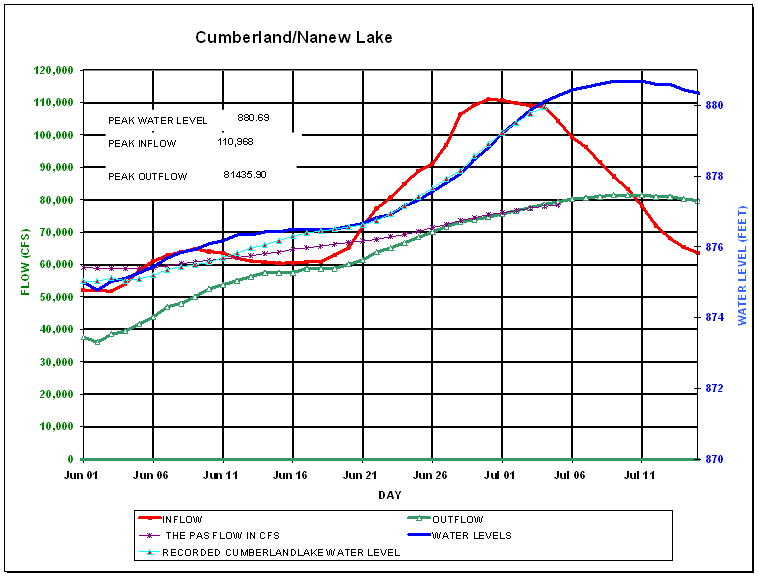 Cumberland/Nanew Lake
120,000
110,000
100,000
90,000
80,000
70,000
60,000
50,000
40,000
30,000
20,000
10,000
0
FLOW (CFS)
PEAK WATER LEVEL 880.69
PEAK INFLOW 110,968
PEAK OUTFLOW 81435.90
880
878
876
874
872
870
WATER LEVEL (FEET)
Jun 01 Jun 06 Jun 11 Jun 16 Jun 21 Jun 26 Jul 01 Jul 06 Jul 11
DAY
INFLOW OUTFLOW
THE PAS FLOW IN CFS WATER LEVELS
RECORDED CUMBERLANDLAKE WATER LEVEL